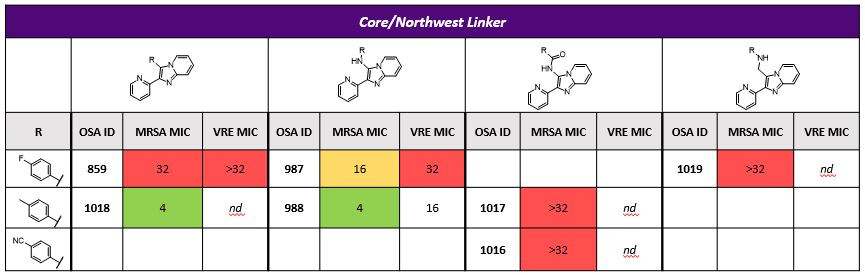 Core/Northwest Linker
R
N
N
N
R
HN
N
N
N
R
O
HN
N
N
N
R
NH
N
N
N
R OSA ID MRSA MIC VRE MIC OSA ID MRSA MIC VRE MIC OSA ID MRSA MIC VRE MIC OSA ID MRSA MIC VRE MIC
F 859 32 >32 987 16 32 1019 >32 nd
1018 4 nd 988 4 16 1017 >32 nd
NC 1016 >32 nd